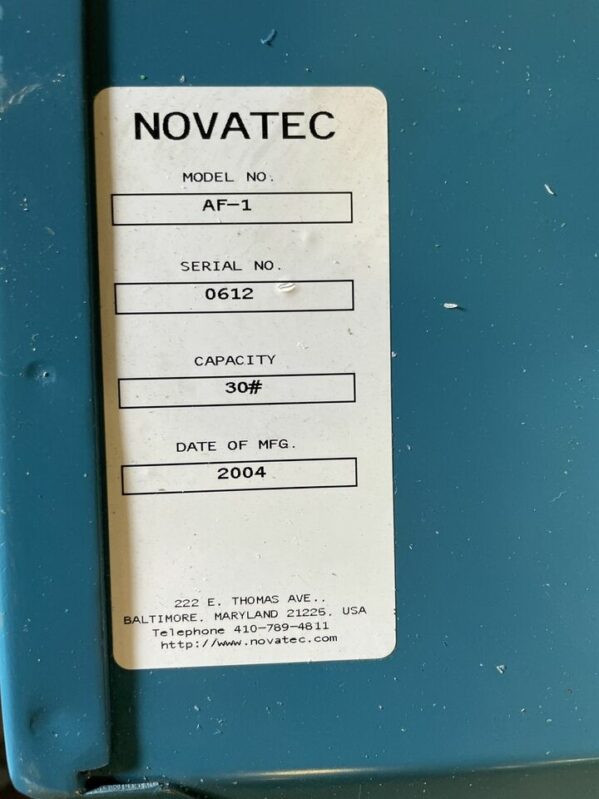 NOVATEC
MODEL NO.
AF-1
SERIAL NO.
0612
CAPACITY
30#
DATE OF MFG.
2004
222 E. THOMAS AVE..
BALTIMORE. MARYLAND 21225. USA
Telephone 410-789-4811
http://www.novatec.com